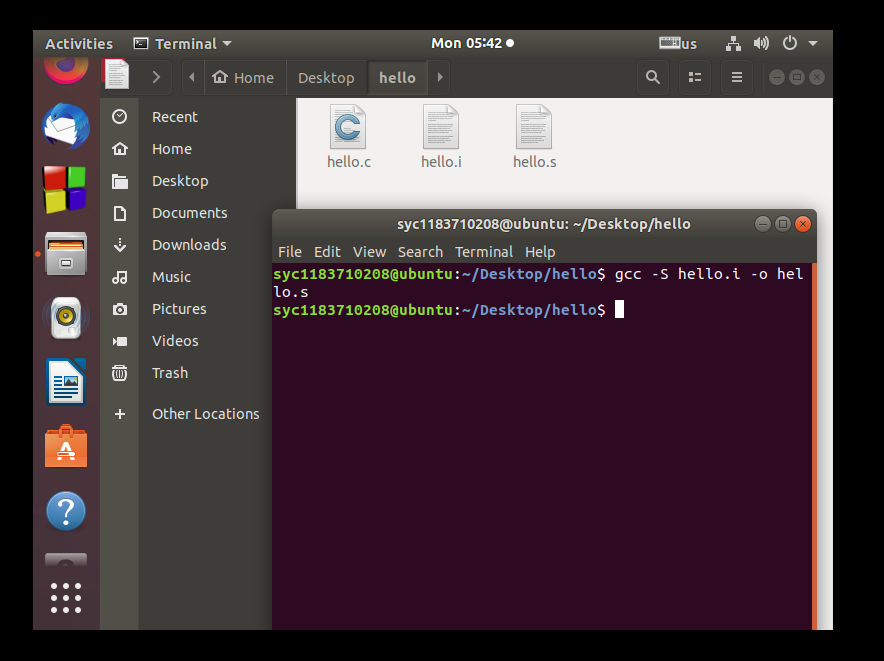 Activities Terminal Mon 05:42 us
Home Desktop hello
Recent
Home
Desktop
Documents
Downloads
Music
Pictures
Videos
Trash
Other Locations
hello.c hello.i hello.s
syc1183710208@ubuntu: ~/Desktop/hello
File Edit View Search Terminal Help
syc1183710208@ubuntu:~/Desktop/hello$ gcc -S hello.i -o hel
lo.s
syc1183710208@ubuntu:~/Desktop/hello$